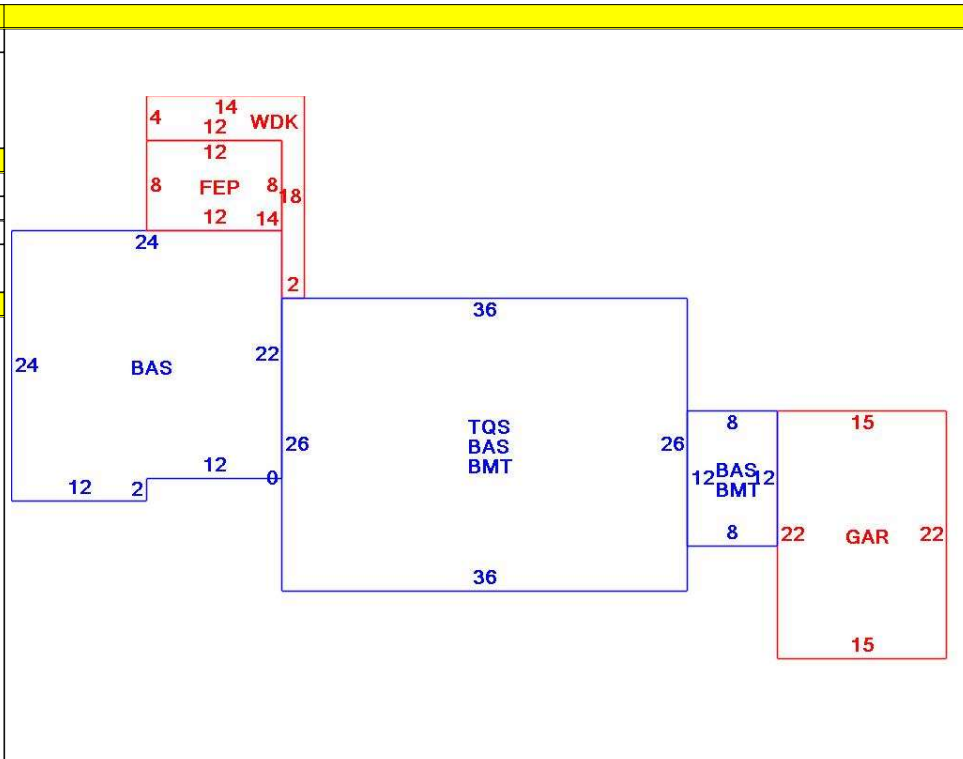 14
4 12 WDK
12
8 FEP 8 18
12 14
24
2
36
24 BAS 22
TQS
BAS
BMT
26 26
8 15
12 BAS 12
BMT
12 0
12 2
8 22 GAR 22
36
15